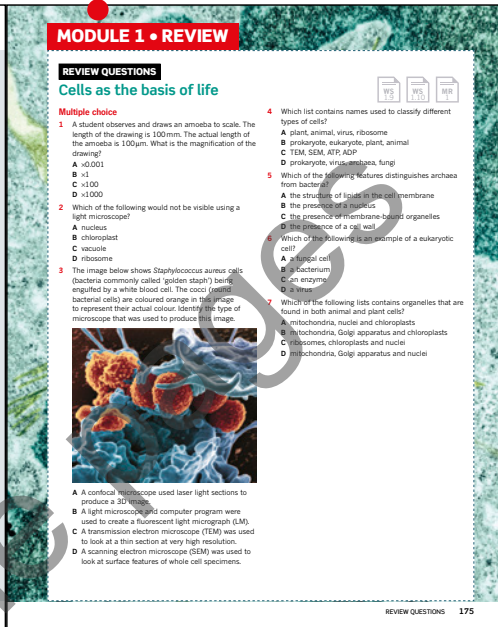 MODULE 1 • REVIEW
REVIEW QUESTIONS
Cells as the basis of life
WS
1.9
WS
1.10
MR
1
Multiple choice
1 A student observes and draws an amoeba to scale. The
length of the drawing is 100 mm. The actual length of
the amoeba is 100 µm. What is the magnification of the
drawing?
A ×0.001
B ×1
C ×100
D ×1000
2 Which of the following would not be visible using a
light microscope?
A nucleus
B chloroplast
C vacuole
D ribosome
3 The image below shows Staphylococcus aureus cells
(bacteria commonly called 'golden staph') being
engulfed by a white blood cell. The cocci (round
bacterial cells) are coloured orange in this image
to represent their actual colour. Identify the type of
microscope that was used to produce this image.
A A confocal microscope used laser light sections to
produce a 3D image.
B A light microscope and computer program were
used to create a fluorescent light micrograph (LM).
C A transmission electron microscope (TEM) was used
to look at a thin section at very high resolution.
D A scanning electron microscope (SEM) was used to
look at surface features of whole cell specimens.
4 Which list contains names used to classify different
types of cells?
A plant, animal, virus, ribosome
B prokaryote, eukaryote, plant, animal
C TEM, SEM, ATP, ADP
D prokaryote, virus, archaea, fungi
5 Which of the following features distinguishes archaea
from bacteria?
A the structure of lipids in the cell membrane
B the presence of a nucleus
C the presence of membrane-bound organelles
D the presence of a cell wall
6 Which of the following is an example of a eukaryotic
cell?
A a fungal cell
B a bacterium
C an enzyme
D a virus
7 Which of the following lists contains organelles that are
found in both animal and plant cells?
A mitochondria, nuclei and chloroplasts
B mitochondria, Golgi apparatus and chloroplasts
C ribosomes, chloroplasts and nuclei
D mitochondria, Golgi apparatus and nuclei
REVIEW QUESTIONS 175